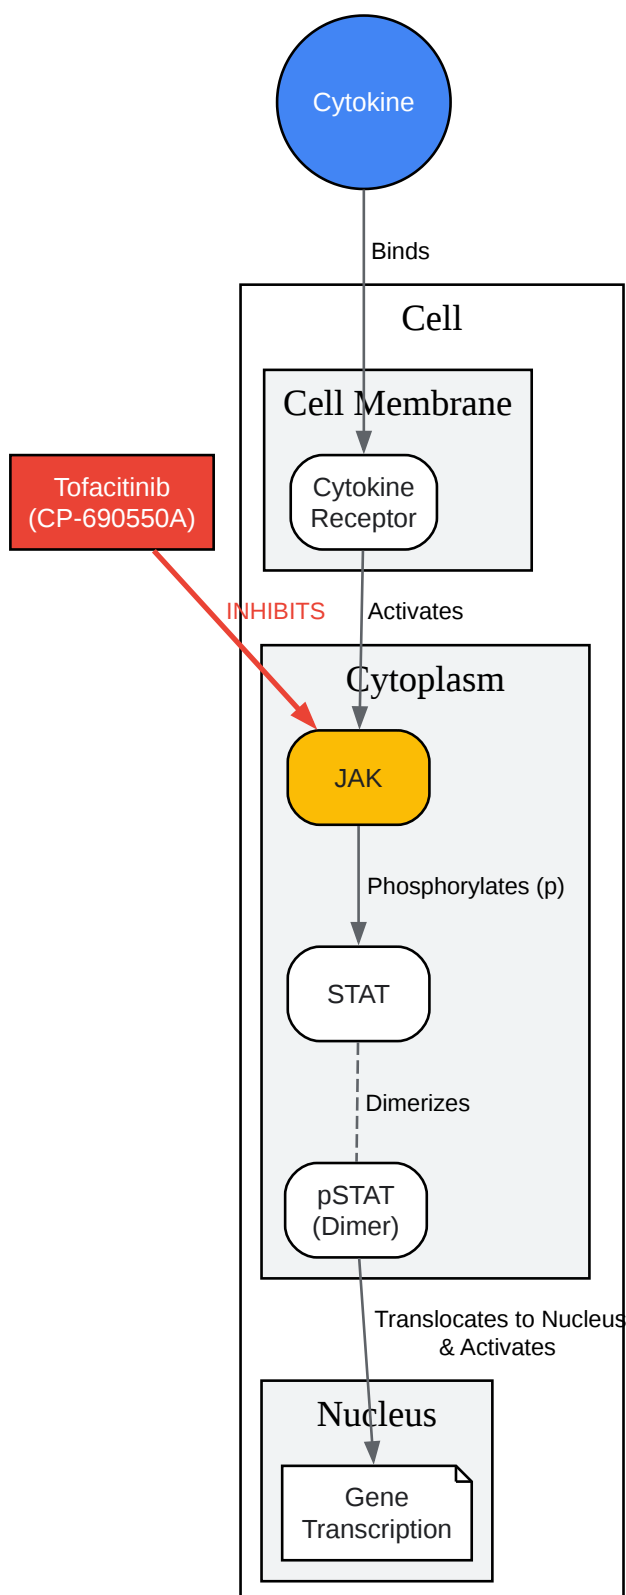 Cytokine
Binds
Cell
Cell Membrane
Cytokine
Receptor
Tofacitinib
(CP-690550A)
INHIBITS
Activates
Cytoplasm
JAK
Phosphorylates (p)
STAT
Dimerizes
pSTAT
(Dimer)
Translocates to Nucleus
& Activates
Nucleus
Gene
Transcription